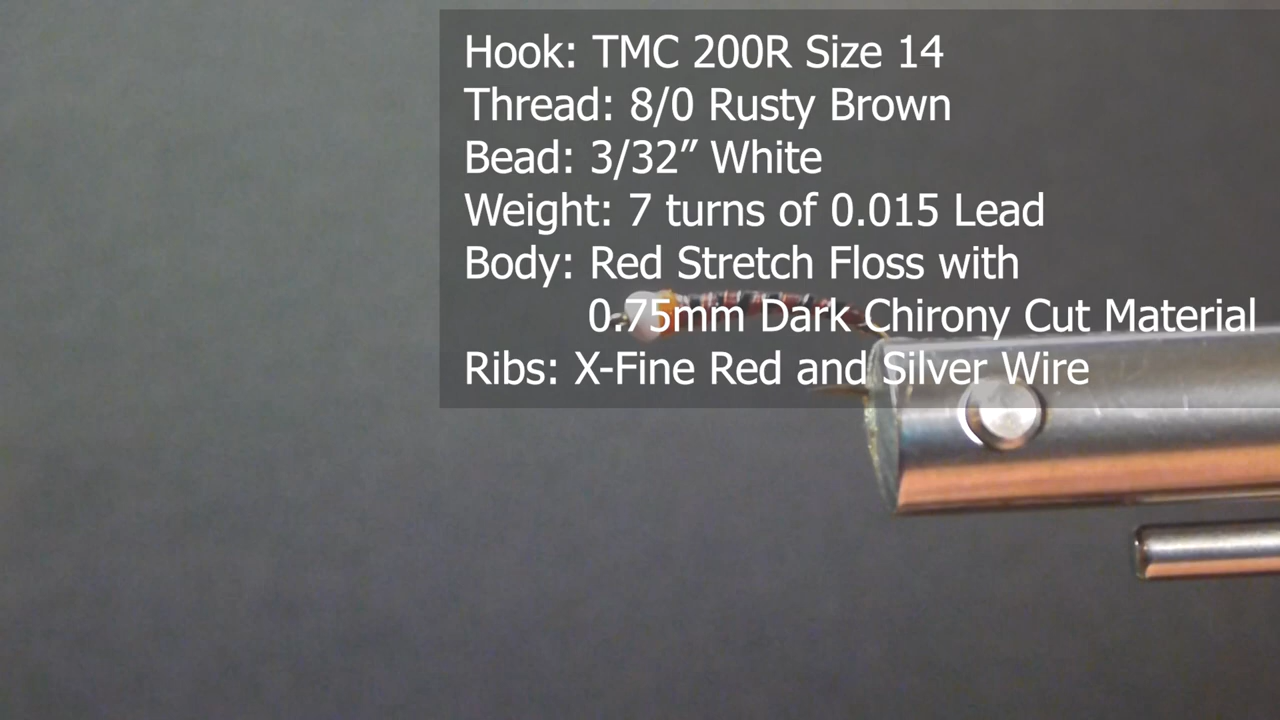 Hook: TMC 200R Size 14
Thread: 8/0 Rusty Brown
Bead: 3/32” White
Weight: 7 turns of 0.015 Lead
Body: Red Stretch Floss with
0.75mm Dark Chirony Cut Material
Ribs: X-Fine Red and Silver Wire